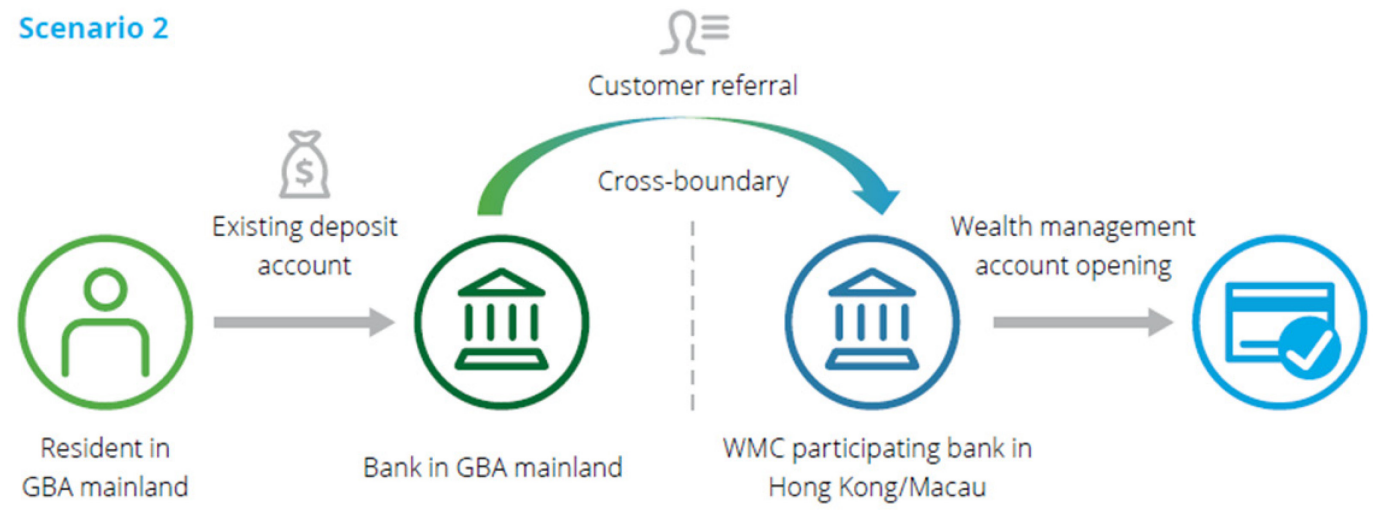 Scenario 2
Customer referral
Cross-boundary
$
Existing deposit
account
Wealth management
account opening
Resident in
GBA mainland
Bank in GBA mainland
WMC participating bank in
Hong Kong/Macau